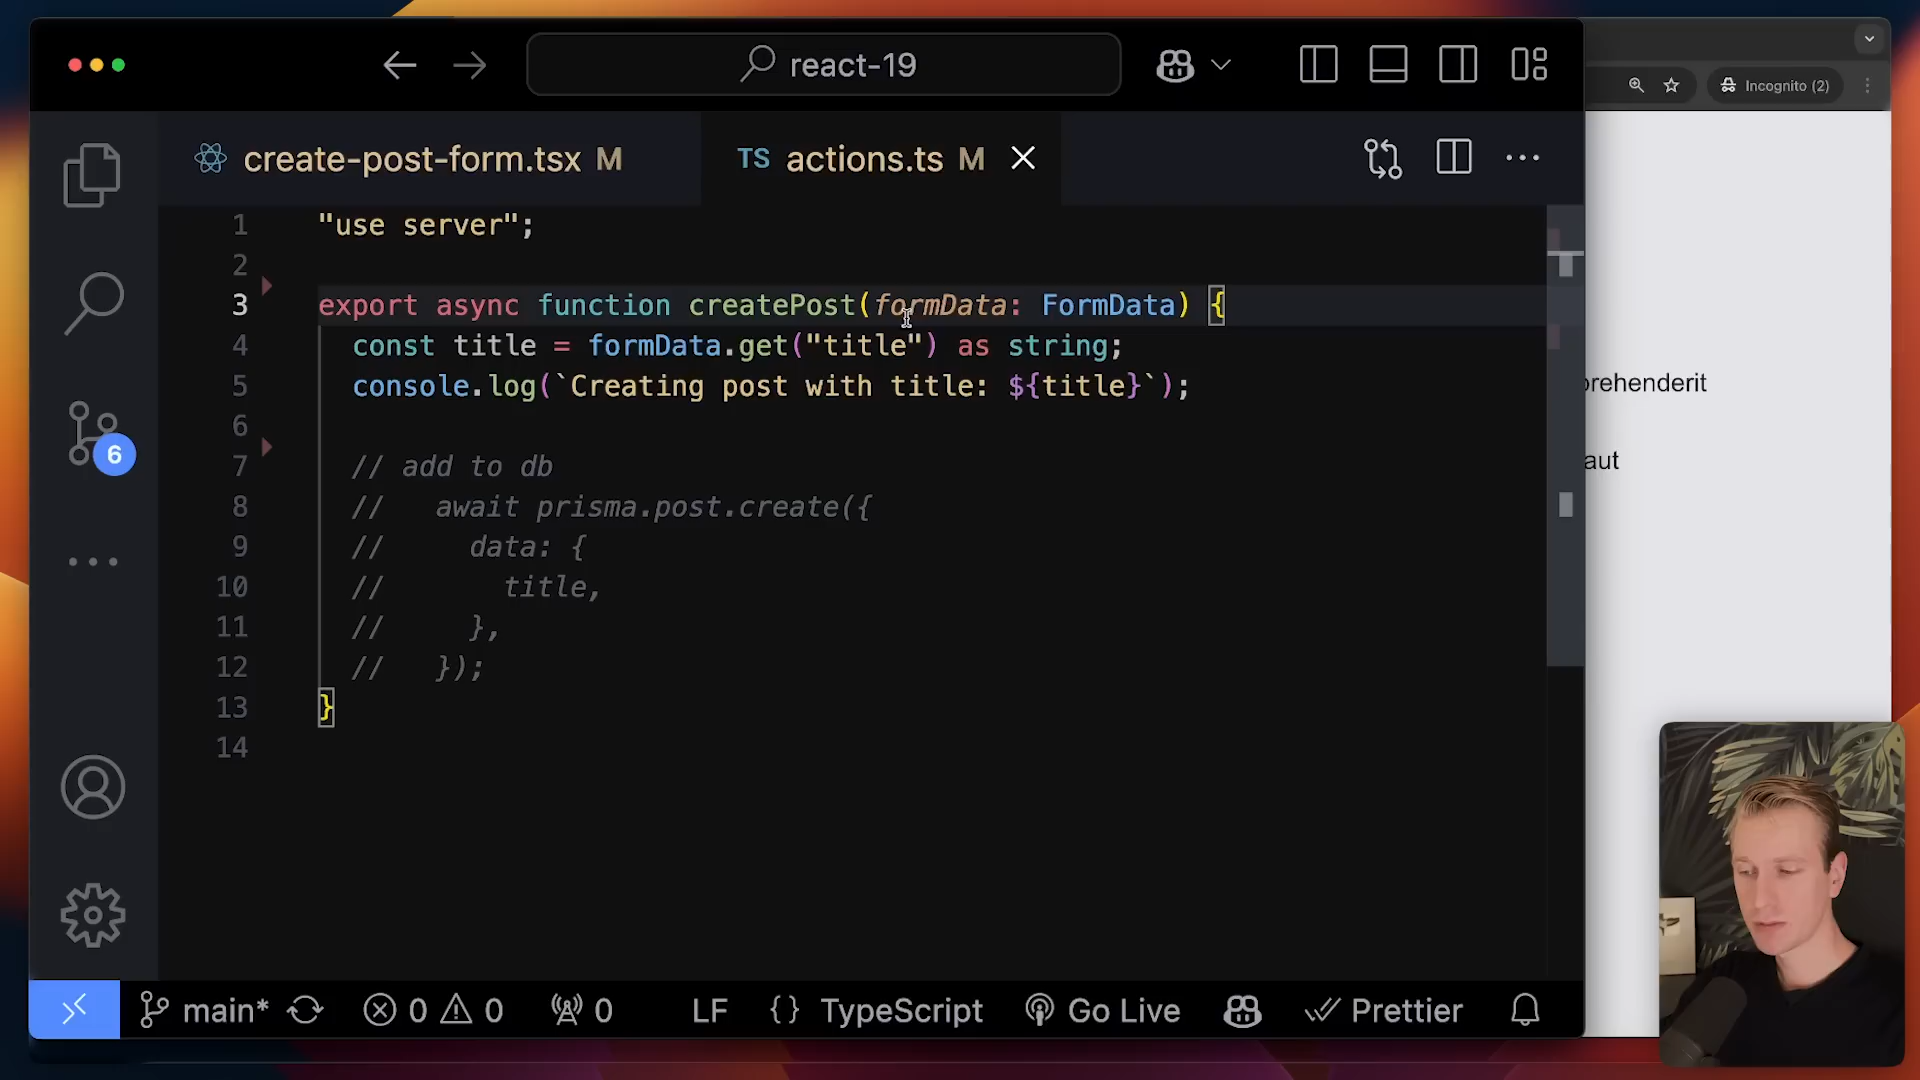 react-19
Incognito (2)
create-post-form.tsx M
TS actions.ts M
1 "use server";
2
3 export async function createPost(formData: FormData) {
4 const title = formData.get("title") as string;
5 console.log(`Creating post with title: ${title}`);
6
7 // add to db
8 // await prisma.post.create({
9 // data: {
10 // title,
11 // },
12 // });
13 }
14
6
main* 0 0 0 LF {} TypeScript Go Live Prettier
aut